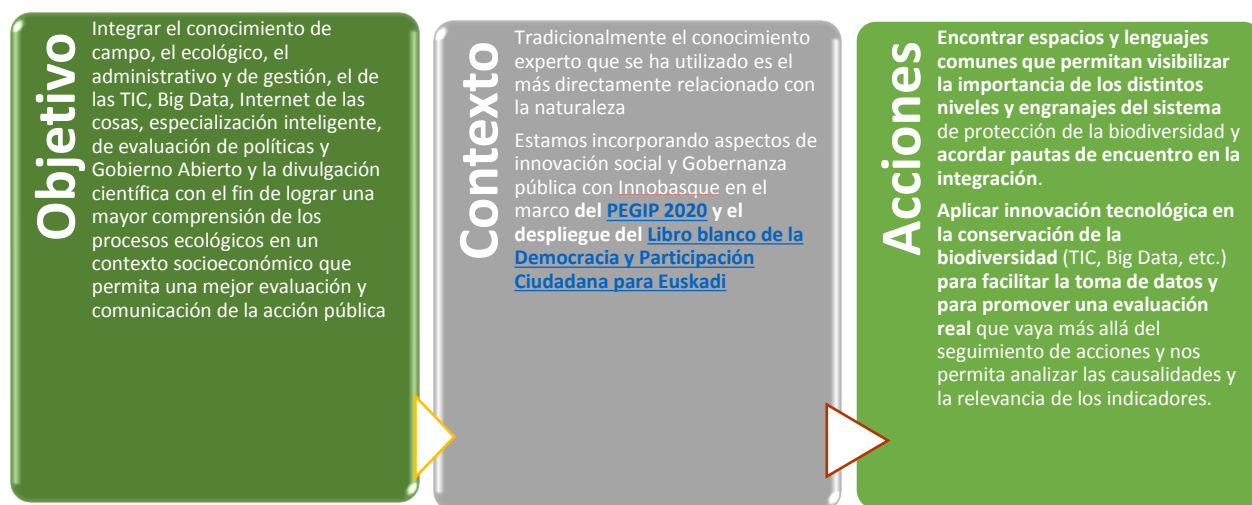 Objetivo
Integrar el conocimiento de
campo, el ecológico, el
administrativo y de gestión, el de
las TIC, Big Data, Internet de las
cosas, especialización inteligente,
de evaluación de políticas y
Gobierno Abierto y la divulgación
científica con el fin de lograr una
mayor comprensión de los
procesos ecológicos en un
contexto socioeconómico que
permita una mejor evaluación y
comunicación de la acción pública
Contexto
Tradicionalmente el conocimiento
experto que se ha utilizado es el
más directamente relacionado con
la naturaleza
Estamos incorporando aspectos de
innovación social y Gobernanza
pública con Innobasque en el
marco del PEGIP 2020 y el
despliegue del Libro blanco de la
Democracia y Participación
Ciudadana para Euskadi
Acciones
Encontrar espacios y lenguajes
comunes que permitan visibilizar
la importancia de los distintos
niveles y engranajes del sistema
de protección de la biodiversidad y
acordar pautas de encuentro en la
integración.
Aplicar innovación tecnológica en
la conservación de la
biodiversidad (TIC, Big Data, etc.)
para facilitar la toma de datos y
para promover una evaluación
real que vaya más allá del
seguimiento de acciones y nos
permita analizar las causalidades y
la relevancia de los indicadores.